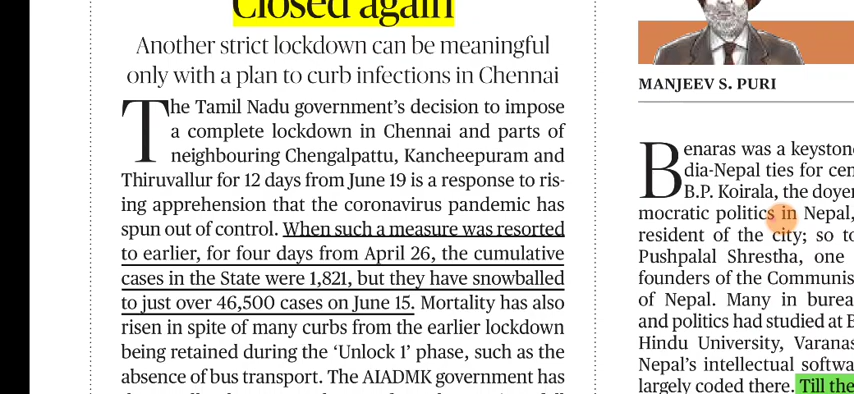 Closed again
Another strict lockdown can be meaningful
only with a plan to curb infections in Chennai
The Tamil Nadu government's decision to impose
a complete lockdown in Chennai and parts of
neighbouring Chengalpattu, Kancheepuram and
Thiruvallur for 12 days from June 19 is a response to ris-
ing apprehension that the coronavirus pandemic has
spun out of control. When such a measure was resorted
to earlier, for four days from April 26, the cumulative
cases in the State were 1,821, but they have snowballed
to just over 46,500 cases on June 15. Mortality has also
risen in spite of many curbs from the earlier lockdown
being retained during the 'Unlock 1' phase, such as the
absence of bus transport. The AIADMK government has
MANJEEV S. PURI
Benaras was a keyston
dia-Nepal ties for cen
B.P. Koirala, the doyer
mocratic politics in Nepal,
resident of the city; so to
Pushpalal Shrestha, one
founders of the Communis
of Nepal. Many in burea
and politics had studied at B
Hindu University, Varanas
Nepal's intellectual softwa
largely coded there. Till the